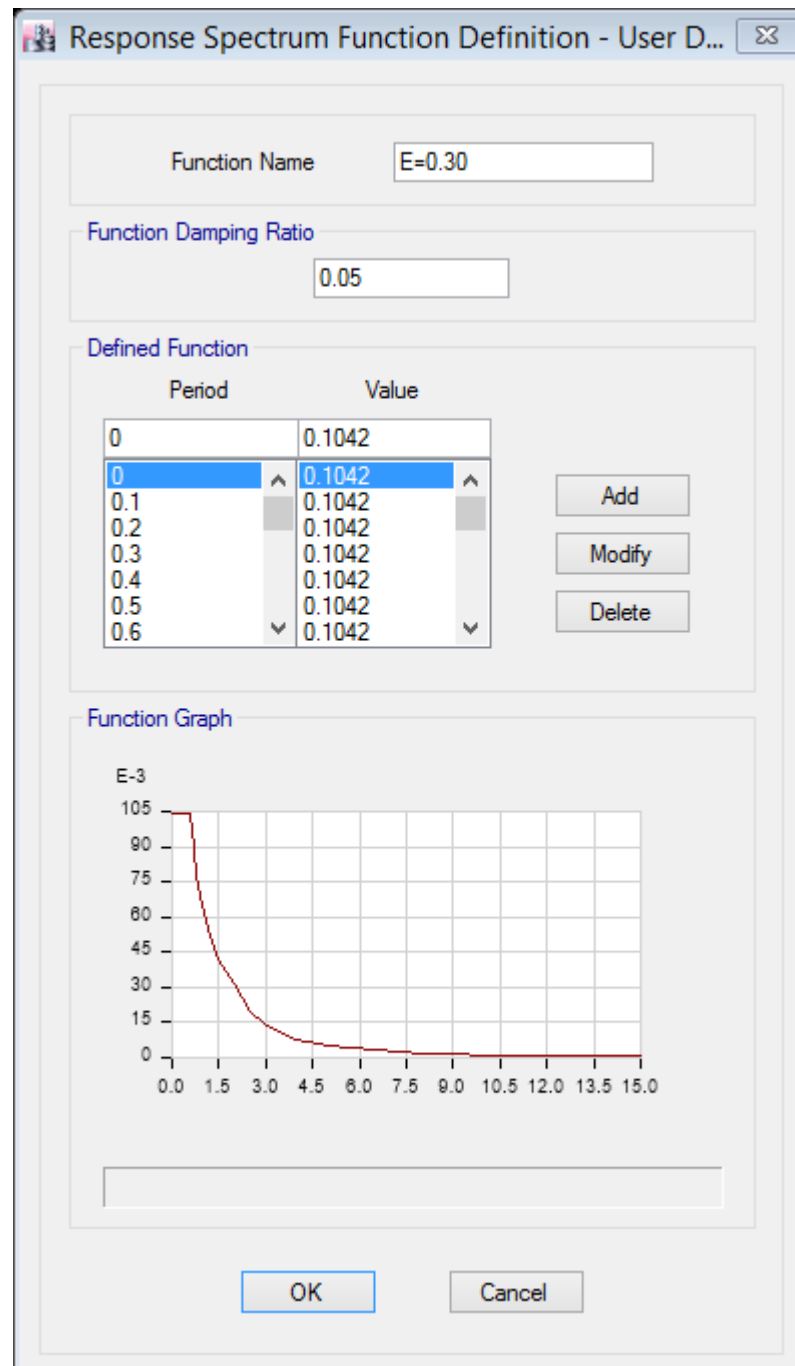 Response Spectrum Function Definition - User D...
Function Name E=0.30
Function Damping Ratio
0.05
Defined Function
Period Value
0 0.1042
0 0.1042
0.1 0.1042
0.2 0.1042
0.3 0.1042
0.4 0.1042
0.5 0.1042
0.6 0.1042
Add
Modify
Delete
Function Graph
E-3
105
90
75
60
45
30
15
0
0.0 1.5 3.0 4.5 6.0 7.5 9.0 10.5 12.0 13.5 15.0
OK Cancel